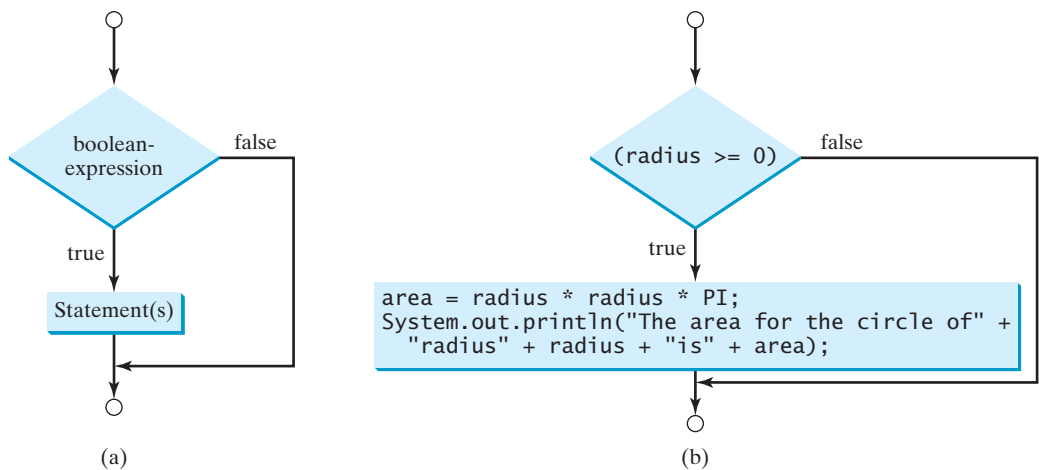 boolean-
expression
false
true
Statement(s)
(a)
(radius >= 0)
false
true
area = radius * radius * PI;
System.out.println("The area for the circle of" +
"radius" + radius + "is" + area);
(b)